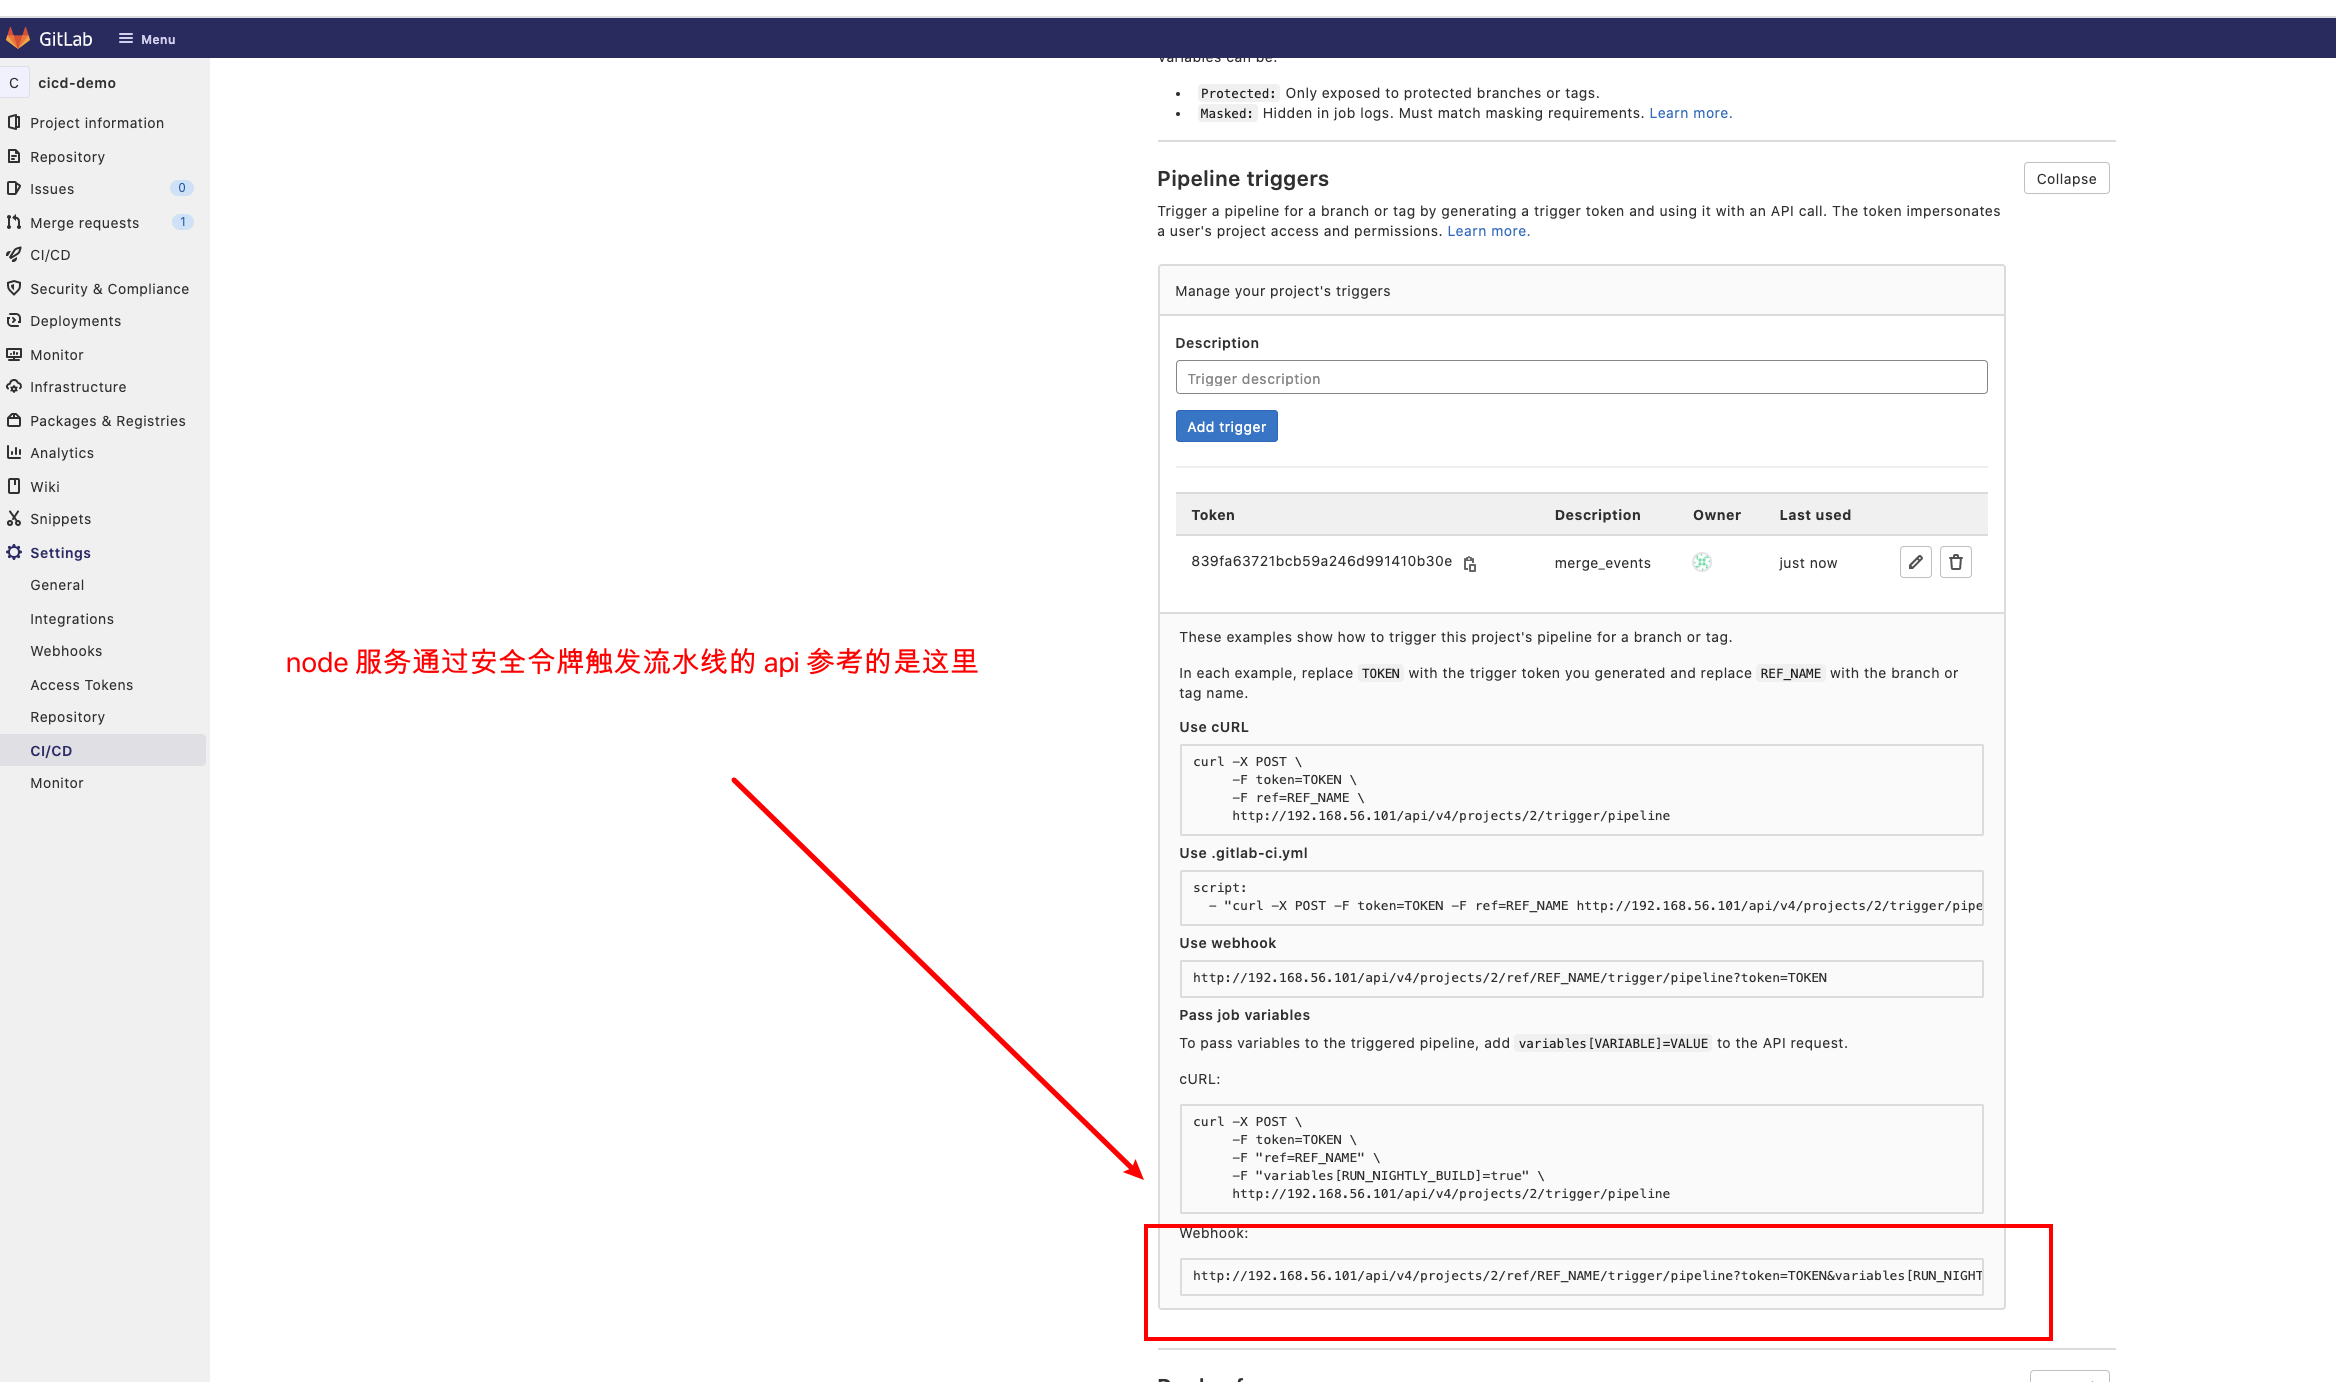 GitLab
Menu
C
cicd-demo
Project information
Repository
Issues
0
Merge requests
1
CI/CD
Security & Compliance
Deployments
Monitor
Infrastructure
Packages & Registries
Analytics
Wiki
Snippets
Settings
General
Integrations
Webhooks
Access Tokens
Repository
CI/CD
Monitor
node 服务通过安全令牌触发流水线的 api 参考的是这里
Variables can be:
• Protected: Only exposed to protected branches or tags.
• Masked: Hidden in job logs. Must match masking requirements. Learn more.
Pipeline triggers
Collapse
Trigger a pipeline for a branch or tag by generating a trigger token and using it with an API call. The token impersonates
a user's project access and permissions. Learn more.
Manage your project's triggers
Description
Trigger description
Add trigger
Token Description Owner Last used
839fa63721bcb59a246d991410b30e merge_events just now
These examples show how to trigger this project's pipeline for a branch or tag.
In each example, replace TOKEN with the trigger token you generated and replace REF_NAME with the branch or
tag name.
Use cURL
curl -X POST \
-F token=TOKEN \
-F ref=REF_NAME \
http://192.168.56.101/api/v4/projects/2/trigger/pipeline
Use .gitlab-ci.yml
script:
- "curl -X POST -F token=TOKEN -F ref=REF_NAME http://192.168.56.101/api/v4/projects/2/trigger/pipe
Use webhook
http://192.168.56.101/api/v4/projects/2/ref/REF_NAME/trigger/pipeline?token=TOKEN
Pass job variables
To pass variables to the triggered pipeline, add variables[VARIABLE]=VALUE to the API request.
cURL:
curl -X POST \
-F token=TOKEN \
-F "ref=REF_NAME" \
-F "variables[RUN_NIGHTLY_BUILD]=true" \
http://192.168.56.101/api/v4/projects/2/trigger/pipeline
Webhook:
http://192.168.56.101/api/v4/projects/2/ref/REF_NAME/trigger/pipeline?token=TOKEN&variables[RUN_NIGHT